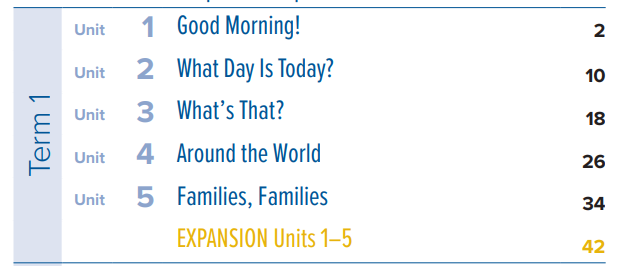 Term 1
Unit 1 Good Morning! 2
Unit 2 What Day Is Today? 10
Unit 3 What's That? 18
Unit 4 Around the World 26
Unit 5 Families, Families 34
EXPANSION Units 1–5 42